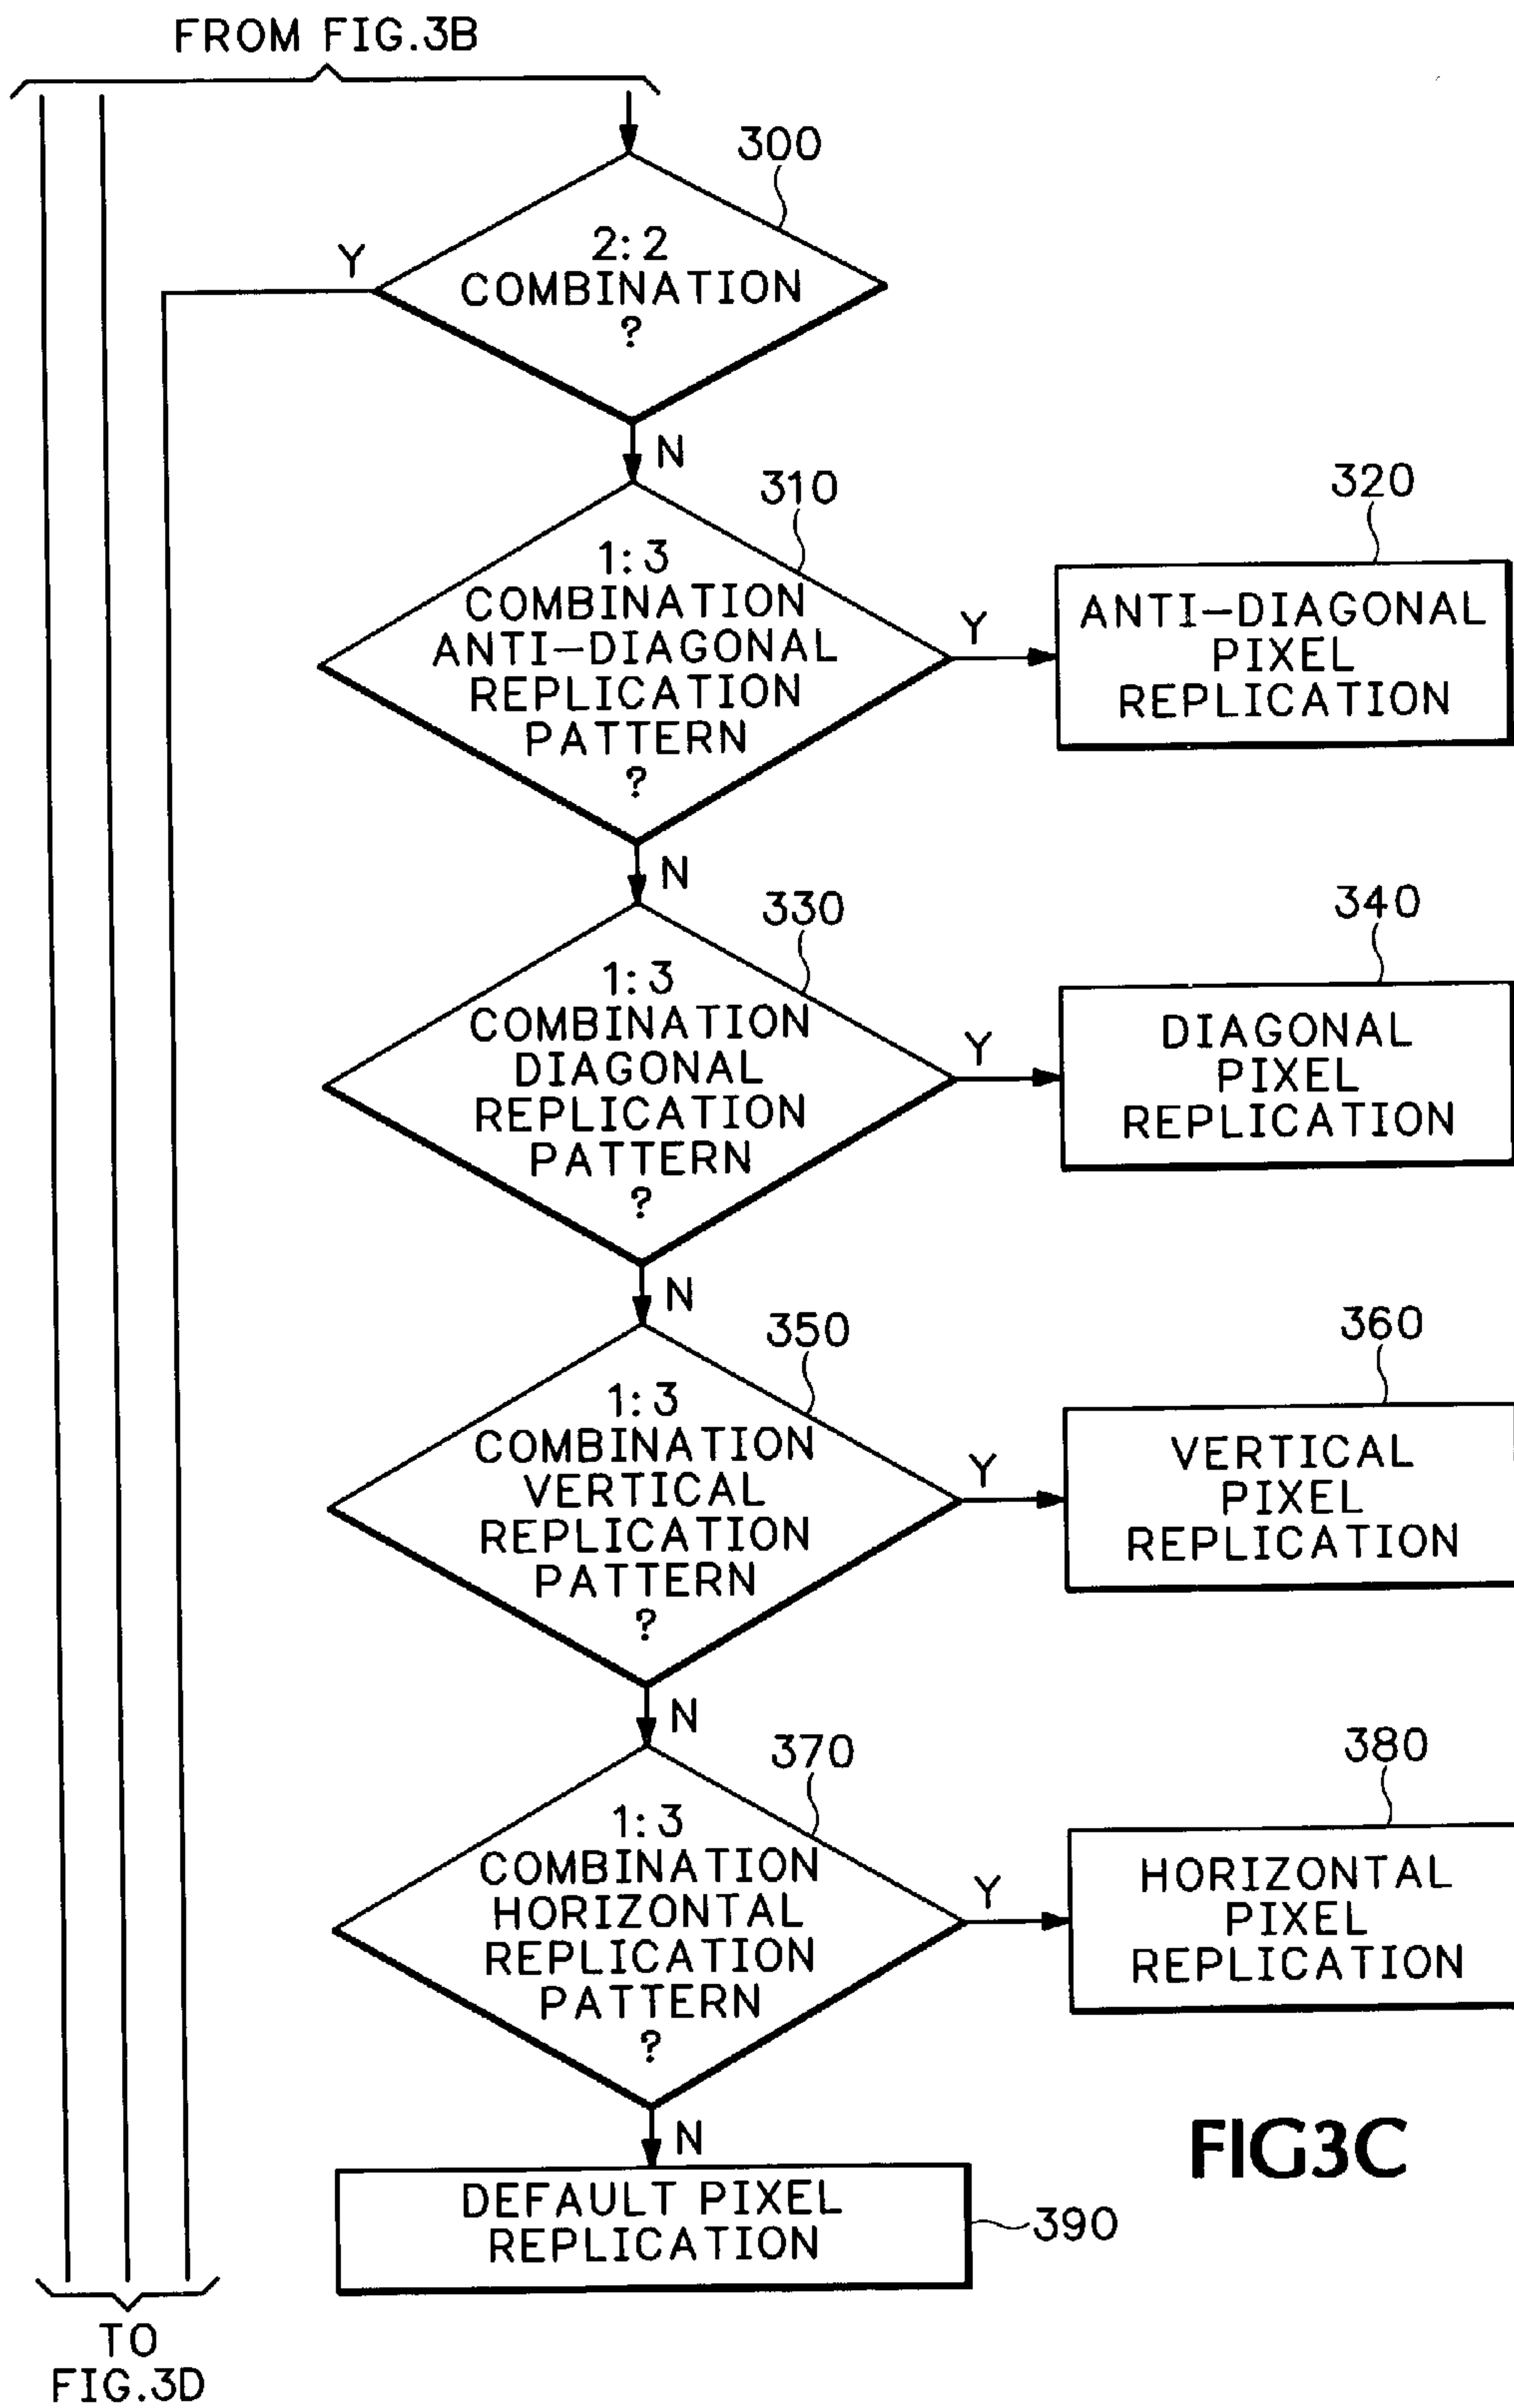 FROM FIG.3B
300
2:2
COMBINATION
?
Y
N
310
1:3
COMBINATION
ANTI-DIAGONAL
REPLICATION
PATTERN
?
Y
320
ANTI-DIAGONAL
PIXEL
REPLICATION
N
330
1:3
COMBINATION
DIAGONAL
REPLICATION
PATTERN
?
Y
340
DIAGONAL
PIXEL
REPLICATION
N
350
1:3
COMBINATION
VERTICAL
REPLICATION
PATTERN
?
Y
360
VERTICAL
PIXEL
REPLICATION
N
370
1:3
COMBINATION
HORIZONTAL
REPLICATION
PATTERN
?
Y
380
HORIZONTAL
PIXEL
REPLICATION
N
DEFAULT PIXEL
REPLICATION
390
FIG3C
TO
FIG.3D